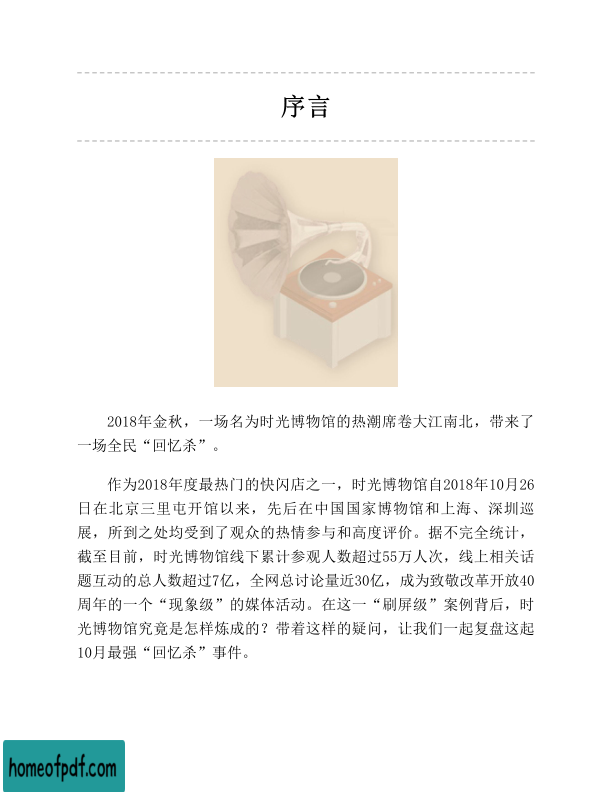 序言
2018年金秋，一场名为时光博物馆的热潮席卷大江南北，带来了
一场全民“回忆杀”。
作为2018年度最热门的快闪店之一，时光博物馆自2018年10月26
日在北京三里屯开馆以来，先后在中国国家博物馆和上海、深圳巡
展，所到之处均受到了观众的热情参与和高度评价。据不完全统计，
截至目前，时光博物馆线下累计参观人数超过55万人次，线上相关话
题互动的总人数超过7亿，全网总讨论量近30亿，成为致敬改革开放40
周年的一个“现象级”的媒体活动。在这一“刷屏级”案例背后，时
光博物馆究竟是怎样炼成的？带着这样的疑问，让我们一起复盘这起
10月最强“回忆杀”事件。
homeofpdf.com